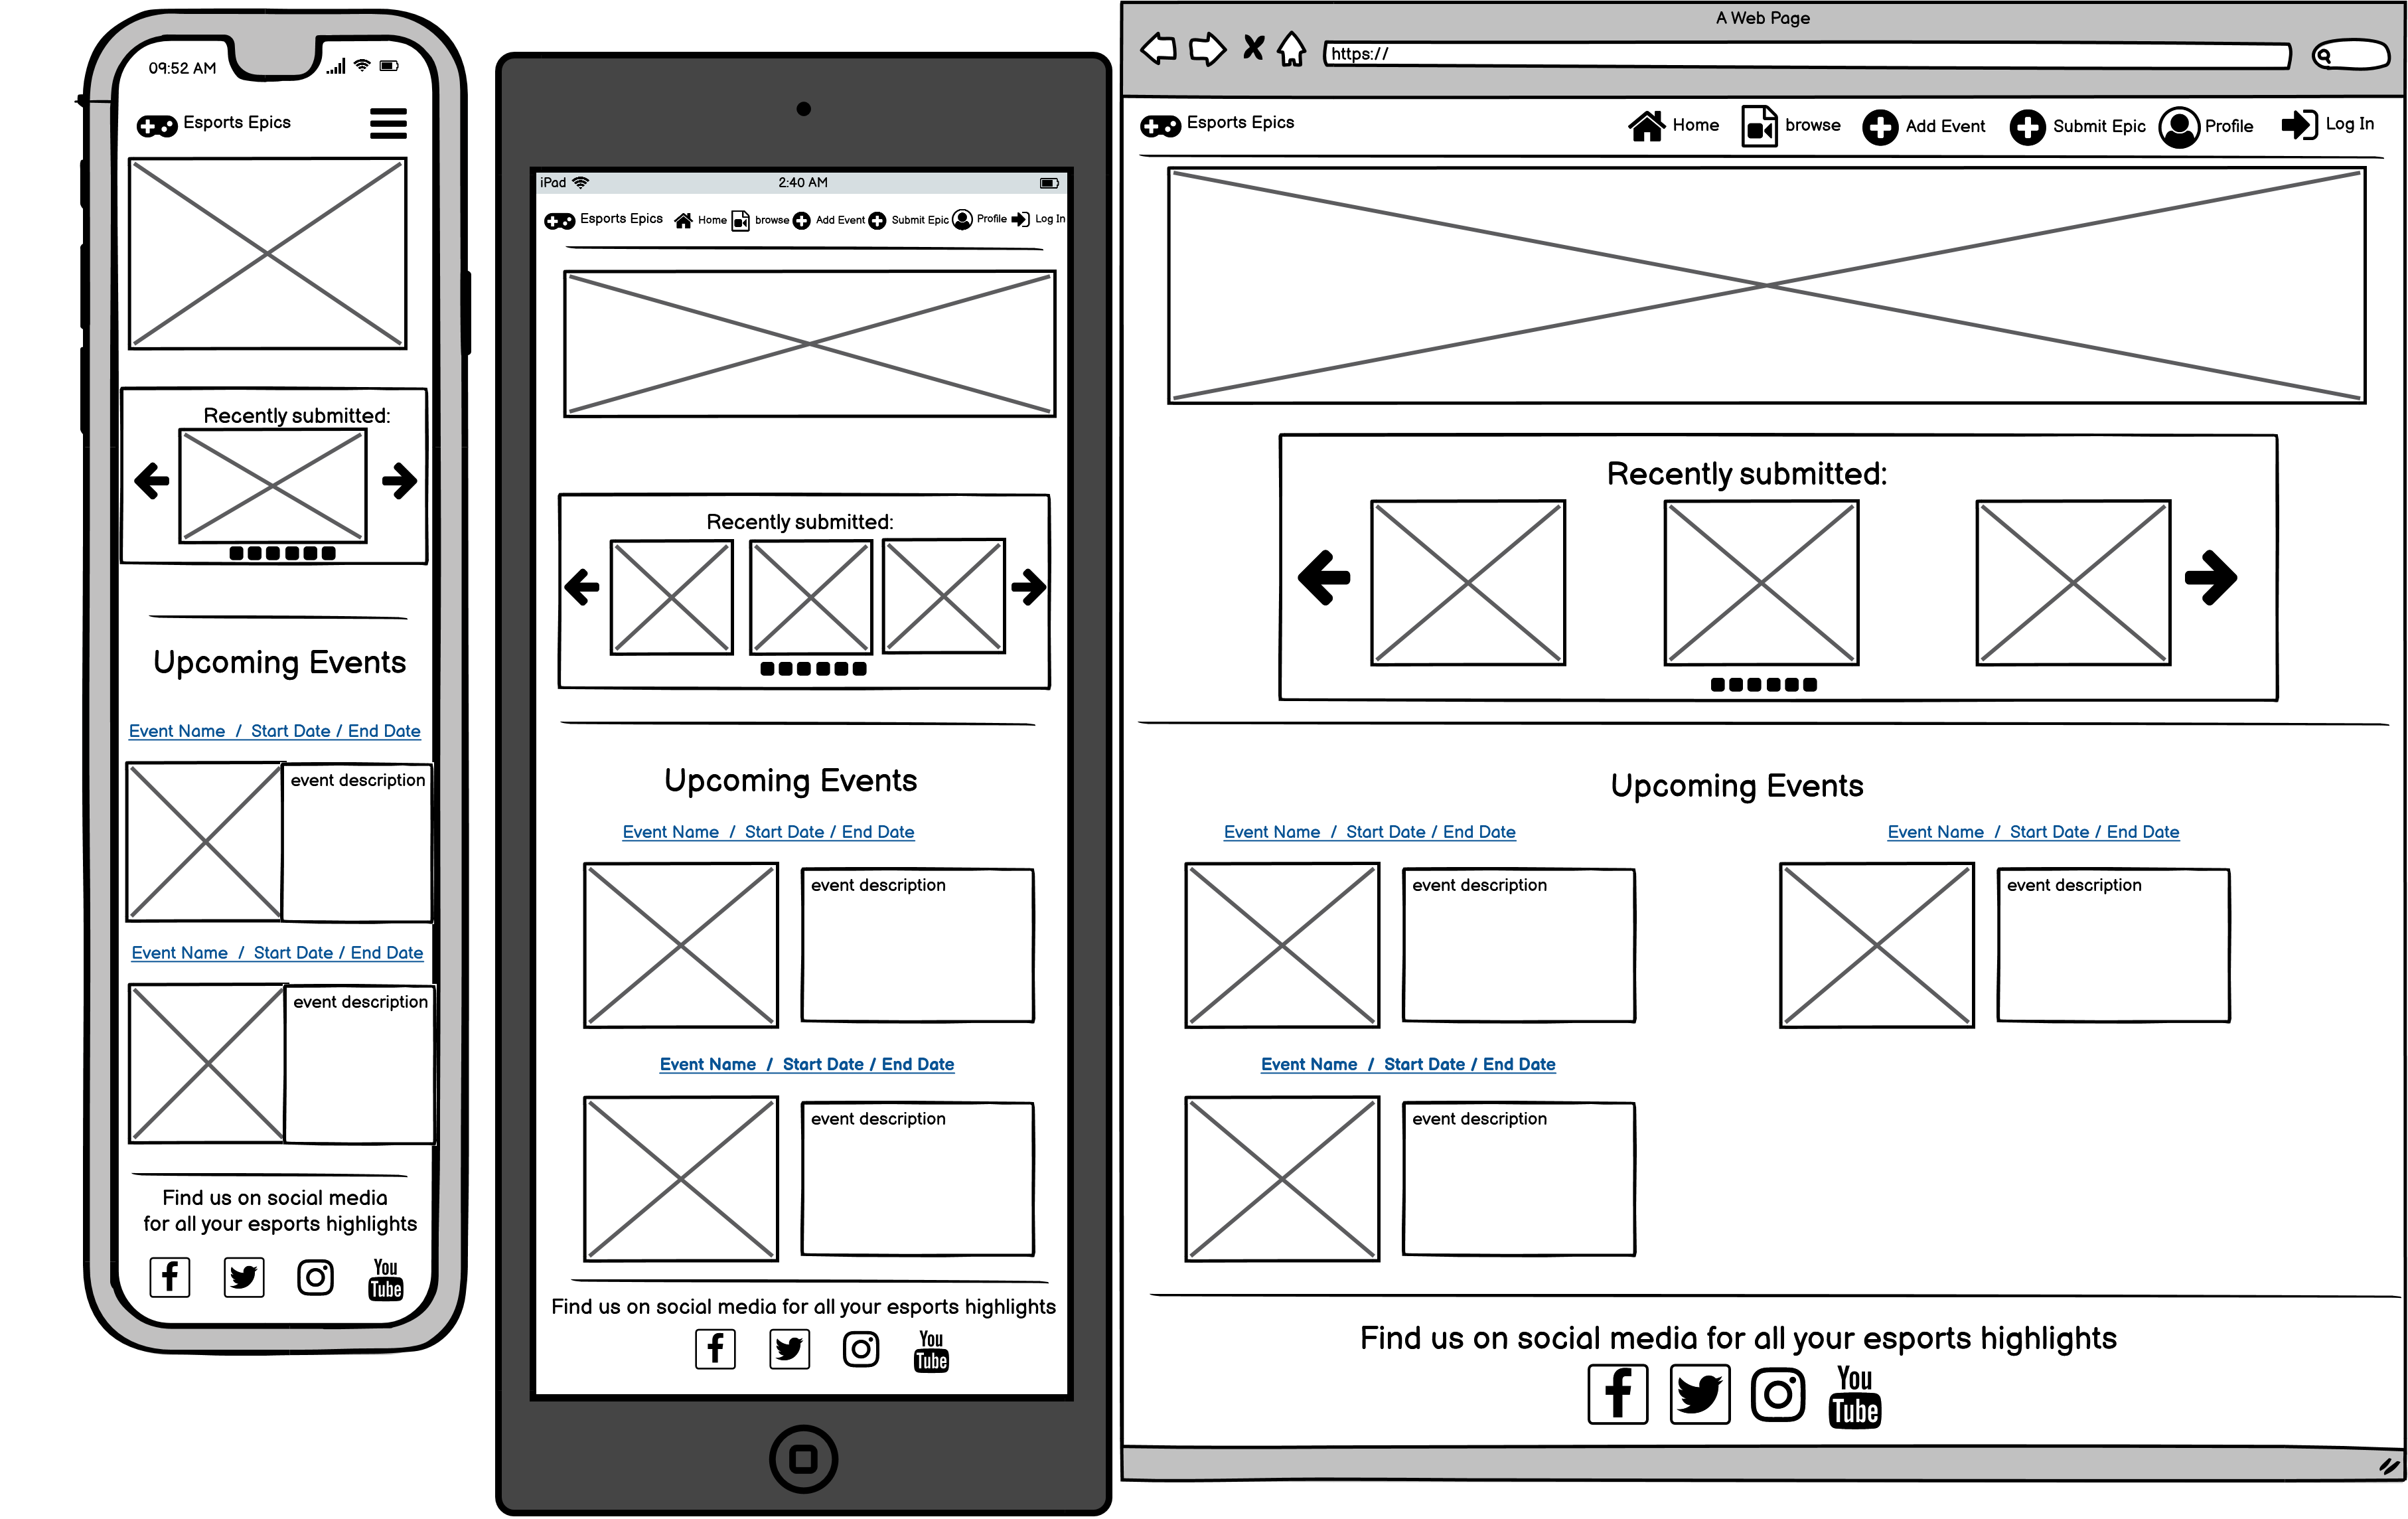 09:52 AM
Esports Epics
Recently submitted:
Upcoming Events
Event Name / Start Date / End Date
event description
Event Name / Start Date / End Date
event description
Find us on social media
for all your esports highlights
You
Tube
iPad
2:40 AM
Esports Epics Home browse Add Event Submit Epic Profile Log In
Recently submitted:
Upcoming Events
Event Name / Start Date / End Date
event description
Event Name / Start Date / End Date
event description
Find us on social media for all your esports highlights
You
Tube
A Web Page
https://
Esports Epics Home browse Add Event Submit Epic Profile Log In
Recently submitted:
Upcoming Events
Event Name / Start Date / End Date
Event Name / Start Date / End Date
event description
event description
Event Name / Start Date / End Date
event description
Find us on social media for all your esports highlights
You
Tube